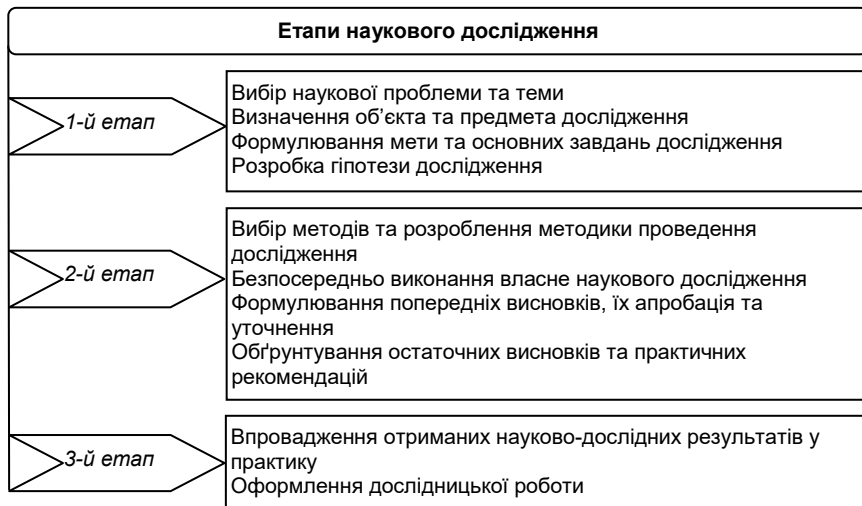 Етапи наукового дослідження
1-й етап
Вибір наукової проблеми та теми
Визначення об’єкта та предмета дослідження
Формулювання мети та основних завдань дослідження
Розробка гіпотези дослідження
2-й етап
Вибір методів та розроблення методики проведення
дослідження
Безпосередньо виконання власне наукового дослідження
Формулювання попередніх висновків, їх апробація та
уточнення
Обґрунтування остаточних висновків та практичних
рекомендацій
3-й етап
Впровадження отриманих науково-дослідних результатів у
практику
Оформлення дослідницької роботи